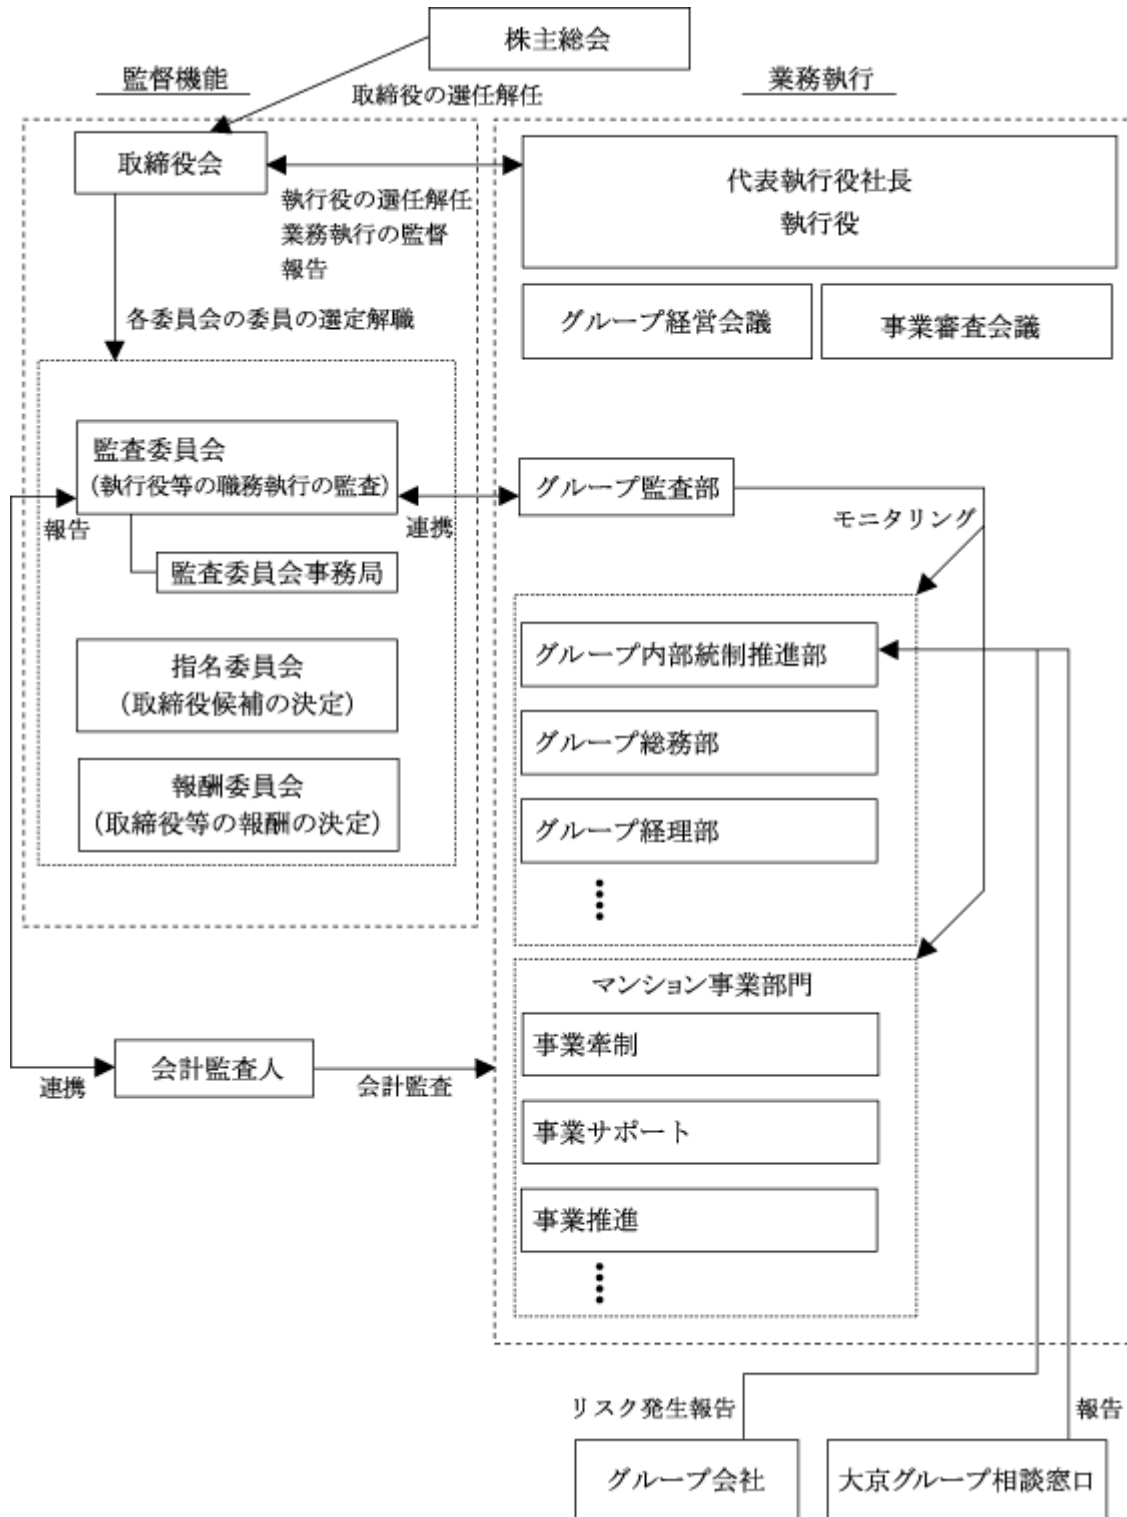 株主総会
監督機能
業務執行
取締役の選任解任
取締役会
代表執行役社長
執行役
執行役の選任解任
業務執行の監督
報告
グループ経営会議
事業審査会議
各委員会の委員の選定解職
監査委員会
(執行役等の職務執行の監査)
グループ監査部
報告
連携
モニタリング
監査委員会事務局
グループ内部統制推進部
指名委員会
(取締役候補の決定)
グループ総務部
報酬委員会
(取締役等の報酬の決定)
グループ経理部
マンション事業部門
事業牽制
会計監査人
連携
会計監査
事業サポート
事業推進
リスク発生報告
報告
グループ会社
大京グループ相談窓口